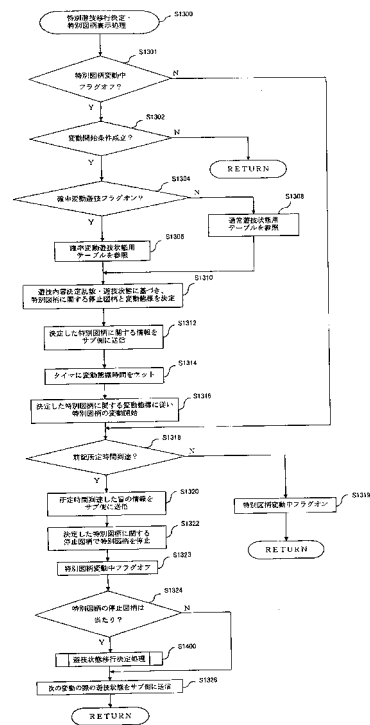 特別遊技移行決定・
特別図柄表示処理
S1300
S1301
特別図柄変動中
フラグオフ?
N
Y
S1302
変動開始条件成立?
N
Y
RETURN
S1304
確率変動遊技フラグオン?
N
Y
S1308
通常遊技状態用
テーブルを参照
S1306
確率変動遊技状態用
テーブルを参照
S1310
遊技内容決定乱数・遊技状態に基づき、
特別図柄に関する停止図柄と変動態様を決定
S1312
決定した特別図柄に関する情報を
サブ側に送信
S1314
タイマに変動態様時間をセット
S1316
決定した特別図柄に関する変動態様に従い
特別図柄の変動開始
S1318
前記所定時間到達?
N
Y
S1319
特別図柄変動中フラグオン
RETURN
S1320
所定時間到達した旨の情報を
サブ側に送信
S1322
決定した特別図柄に関する
停止図柄で特別図柄を停止
S1323
特別図柄変動中フラグオフ
S1324
特別図柄の停止図柄は
当たり?
N
Y
S1400
遊技状態移行決定処理
S1326
次の変動の際の遊技状態をサブ側に送信
RETURN